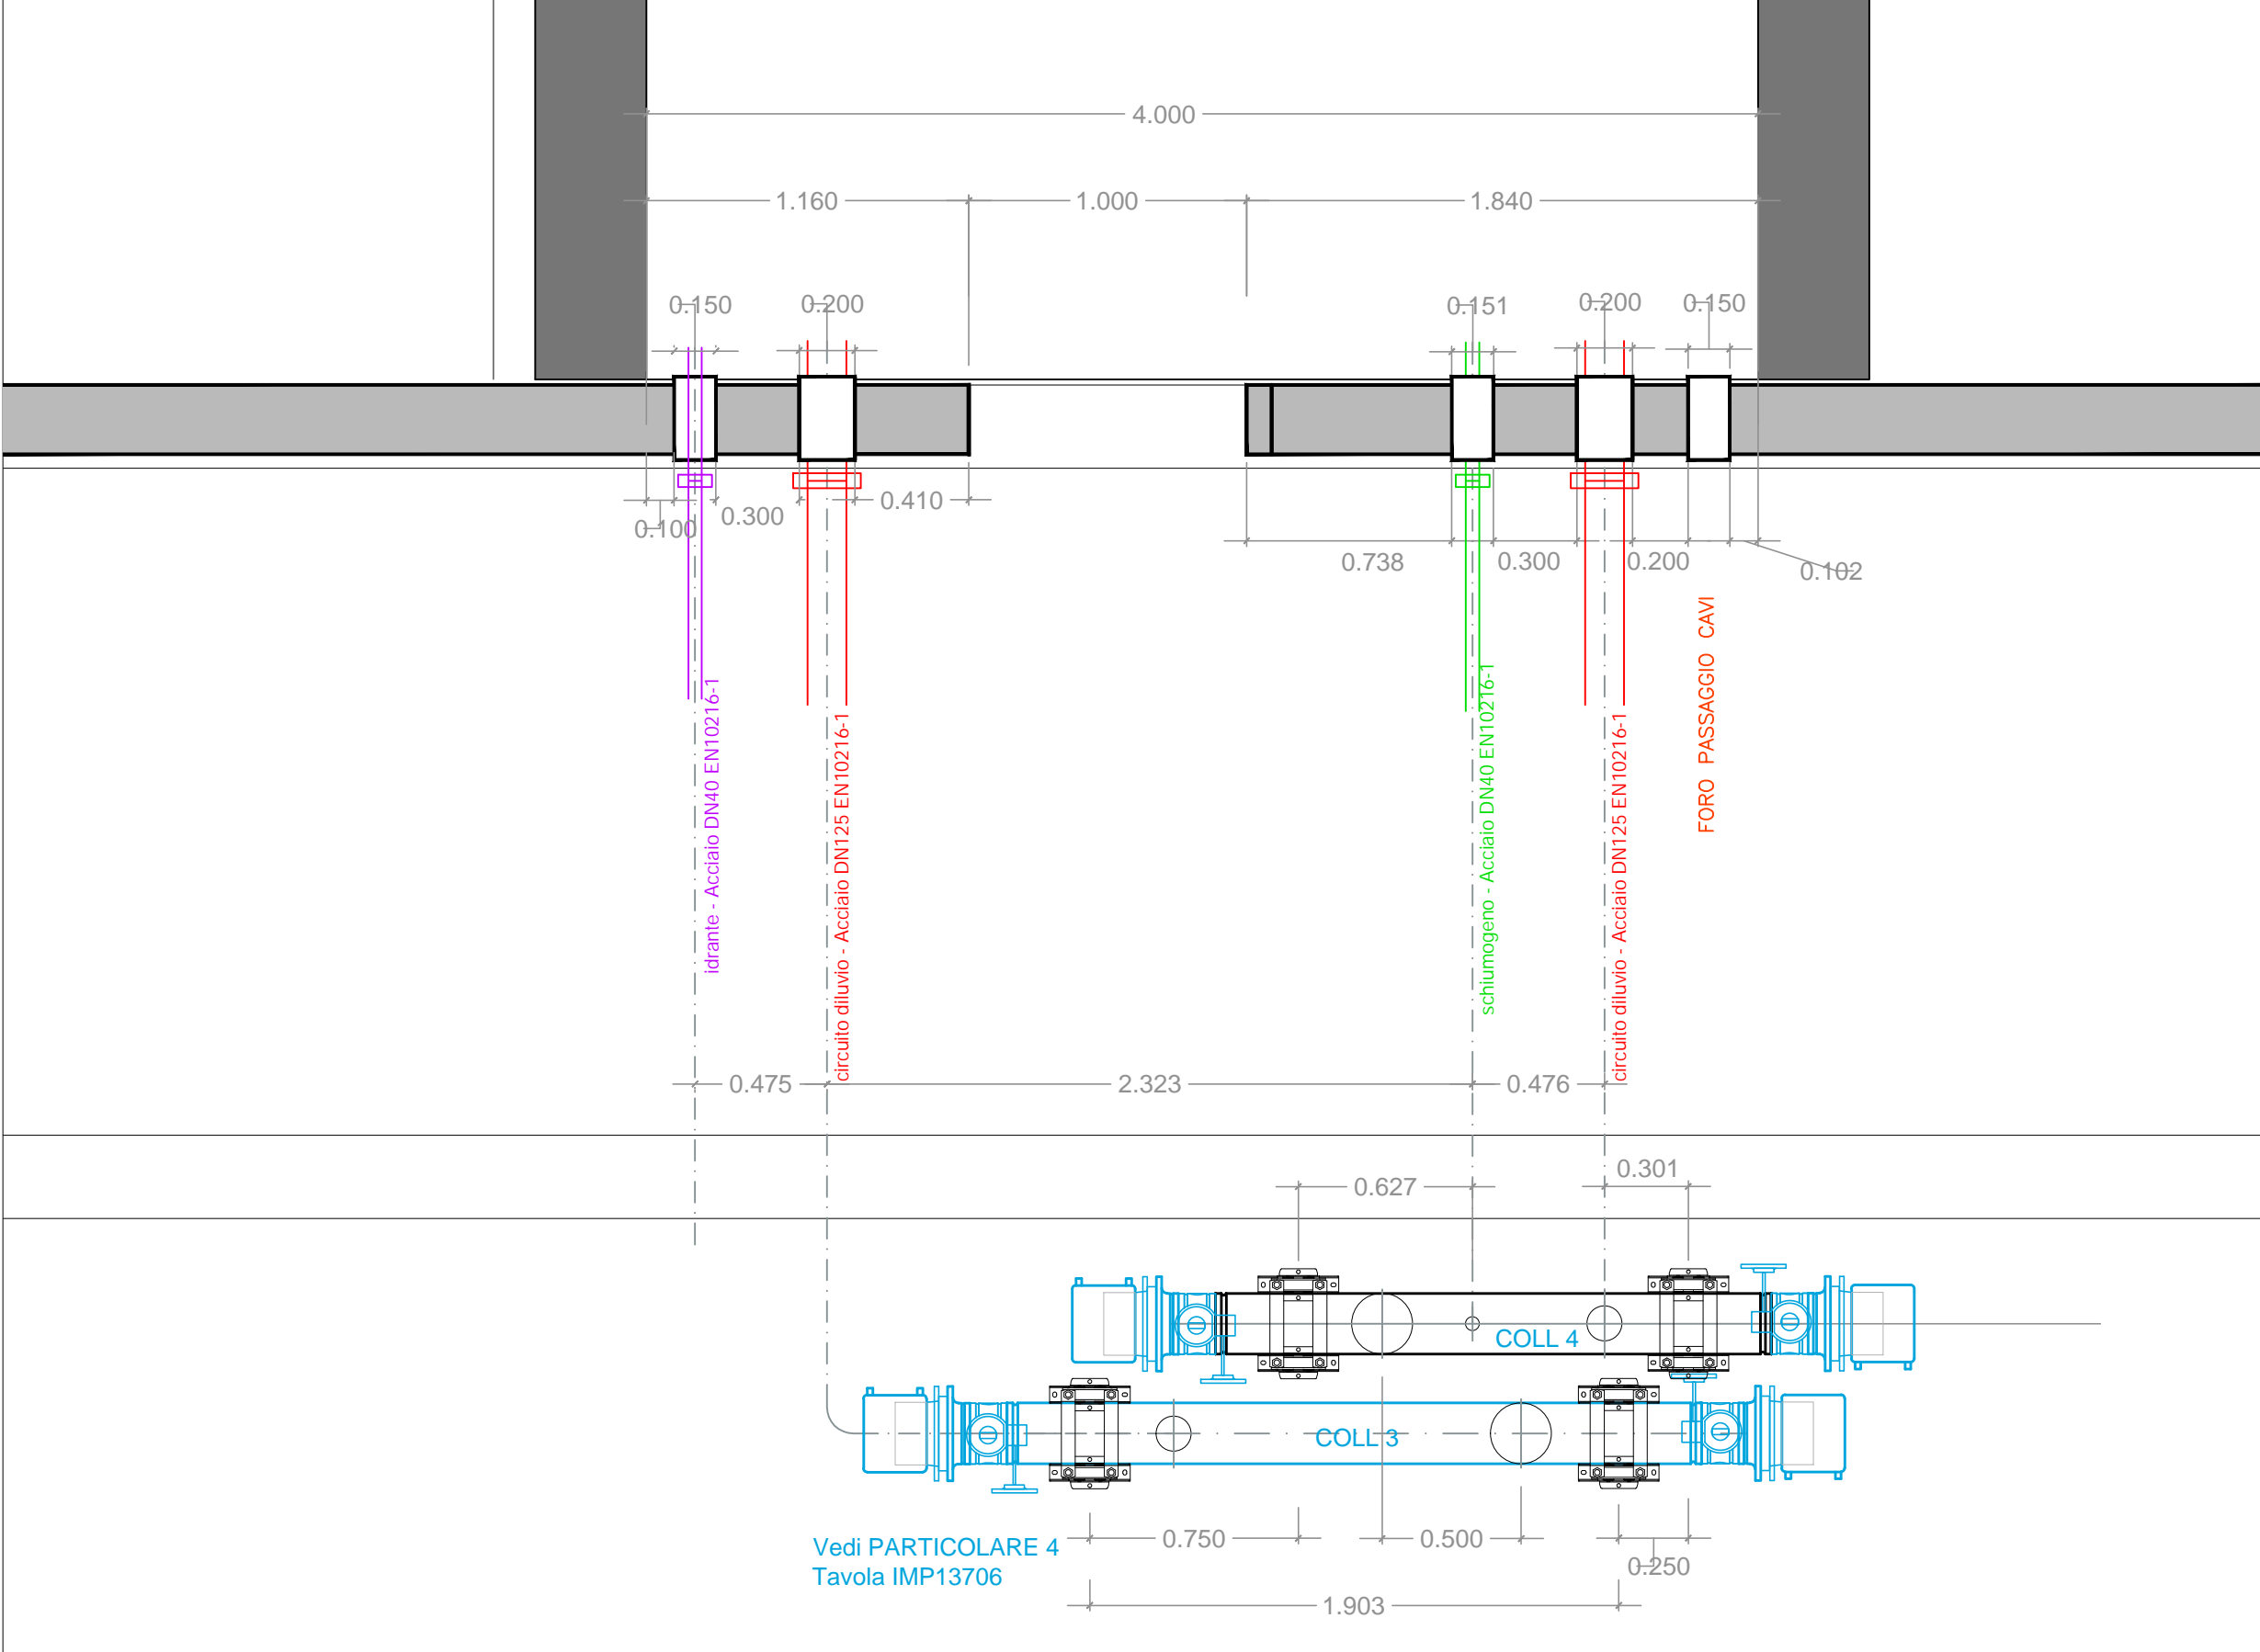 4.000
1.160
1.000
1.840
0.150
0.200
0.151
0.200
0.150
0.100
0.300
0.410
0.738
0.300
0.200
0.102
idrante - Acciaio DN40 EN10216-1
circuito diluvio - Acciaio DN125 EN10216-1
schiumogeno - Acciaio DN40 EN10216-1
circuito diluvio - Acciaio DN125 EN10216-1
FORO PASSAGGIO CAVI
0.475
2.323
0.476
0.627
0.301
COLL 4
COLL 3
Vedi PARTICOLARE 4
Tavola IMP13706
0.750
0.500
0.250
1.903